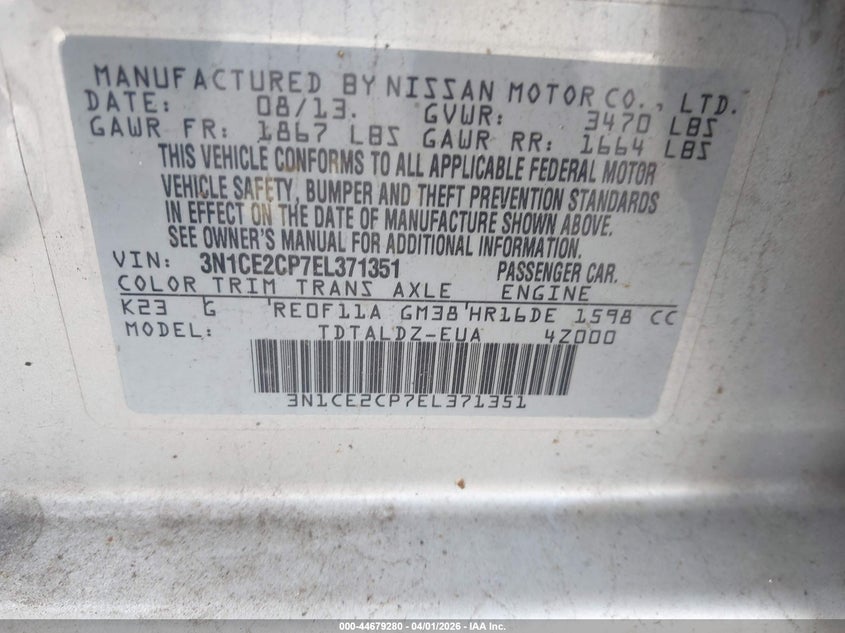 MANUFACTURED BY NISSAN MOTOR CO., LTD.
DATE: 08/13. GVWR: 3470 LBS
GAWR FR: 1867 LBS GAWR RR: 1664 LBS
THIS VEHICLE CONFORMS TO ALL APPLICABLE FEDERAL MOTOR
VEHICLE SAFETY, BUMPER AND THEFT PREVENTION STANDARDS
IN EFFECT ON THE DATE OF MANUFACTURE SHOWN ABOVE.
SEE OWNER'S MANUAL FOR ADDITIONAL INFORMATION.
VIN: 3N1CE2CP7EL371351 PASSENGER CAR.
COLOR TRIM TRANS AXLE ENGINE
K23 G RE0F11A GM38 HR16DE 1598 CC
MODEL: TDTALDZ-EUA 4Z000
3N1CE2CP7EL371351
000-44679280 - 04/01/2026 - IAA Inc.